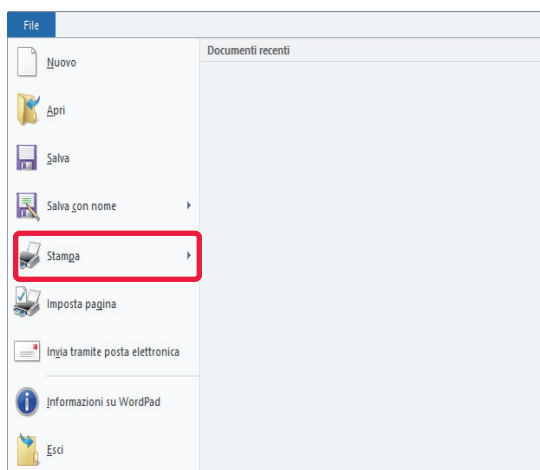 File
Documenti recenti
Nuovo
Apri
Salva
Salva con nome
Stampa
Imposta pagina
Invia tramite posta elettronica
Informazioni su WordPad
Esci